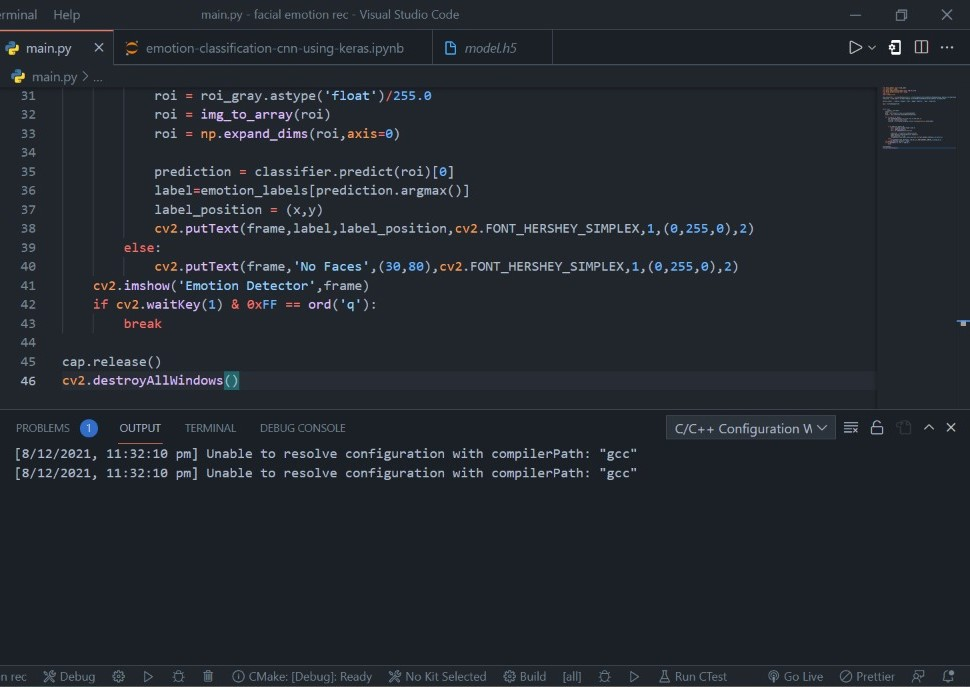 erminal Help main.py - facial emotion rec - Visual Studio Code
main.py emotion-classification-cnn-using-keras.ipynb model.h5
main.py > ...
31 roi = roi_gray.astype('float')/255.0
32 roi = img_to_array(roi)
33 roi = np.expand_dims(roi,axis=0)
34
35 prediction = classifier.predict(roi)[0]
36 label=emotion_labels[prediction.argmax()]
37 label_position = (x,y)
38 cv2.putText(frame,label,label_position,cv2.FONT_HERSHEY_SIMPLEX,1,(0,255,0),2)
39 else:
40 cv2.putText(frame,'No Faces',(30,80),cv2.FONT_HERSHEY_SIMPLEX,1,(0,255,0),2)
41 cv2.imshow('Emotion Detector',frame)
42 if cv2.waitKey(1) & 0xFF == ord('q'):
43 break
44
45 cap.release()
46 cv2.destroyAllWindows()
PROBLEMS 1 OUTPUT TERMINAL DEBUG CONSOLE C/C++ Configuration W
[8/12/2021, 11:32:10 pm] Unable to resolve configuration with compilerPath: "gcc"
[8/12/2021, 11:32:10 pm] Unable to resolve configuration with compilerPath: "gcc"
n rec Debug CMake: [Debug]: Ready No Kit Selected Build [all] Run CTest Go Live Prettier